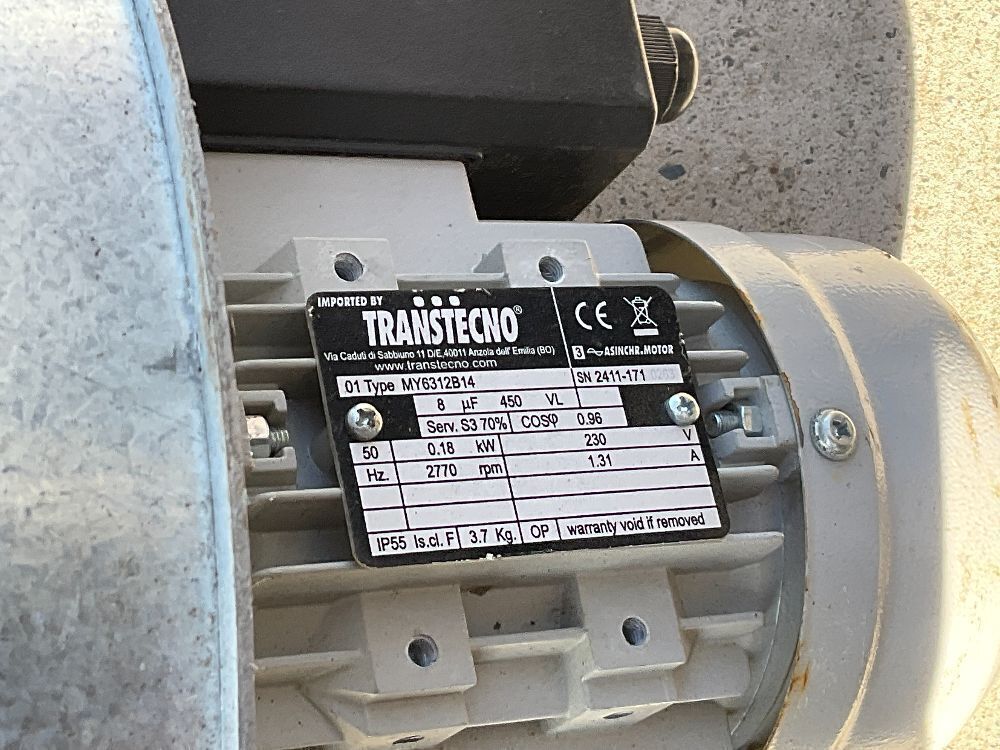 IMPORTED BY
TRANSTECNO®
Via Caduti di Sabbiuno 11 D/E,40011 Anzola dell' Emilia (BO)
www.transtecno.com
CE
3 ~ ASINCHR.MOTOR
01 Type MY6312B14
SN 2411-171 0263
8 µF 450 VL
Serv. S3 70% COSφ 0.96
50 0.18 kW 230 V
Hz. 2770 rpm 1.31 A
IP55 Is.cl. F 3.7 Kg. OP warranty void if removed